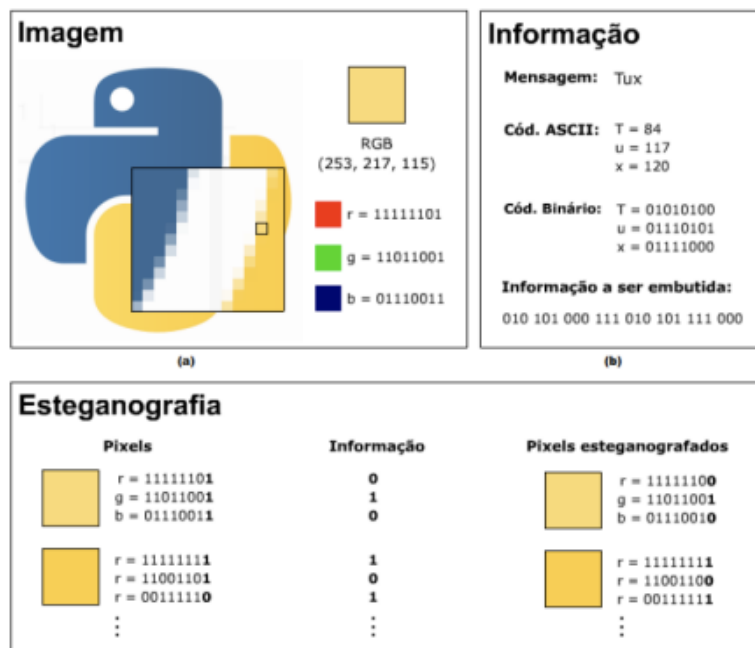 Imagem
RGB
(253, 217, 115)
r = 11111101
g = 11011001
b = 01110011
(a)
Informação
Mensagem: Tux
Cód. ASCII: T = 84
u = 117
x = 120
Cód. Binário: T = 01010100
u = 01110101
x = 01111000
Informação a ser embutida:
010 101 000 111 010 101 111 000
(b)
Esteganografia
Pixels Informação Pixels esteganografados
r = 11111101 0 r = 11111100
g = 11011001 1 g = 11011001
b = 01110011 0 b = 01110010
r = 11111111 1 r = 11111111
r = 11001101 0 r = 11001100
r = 00111110 1 r = 00111111